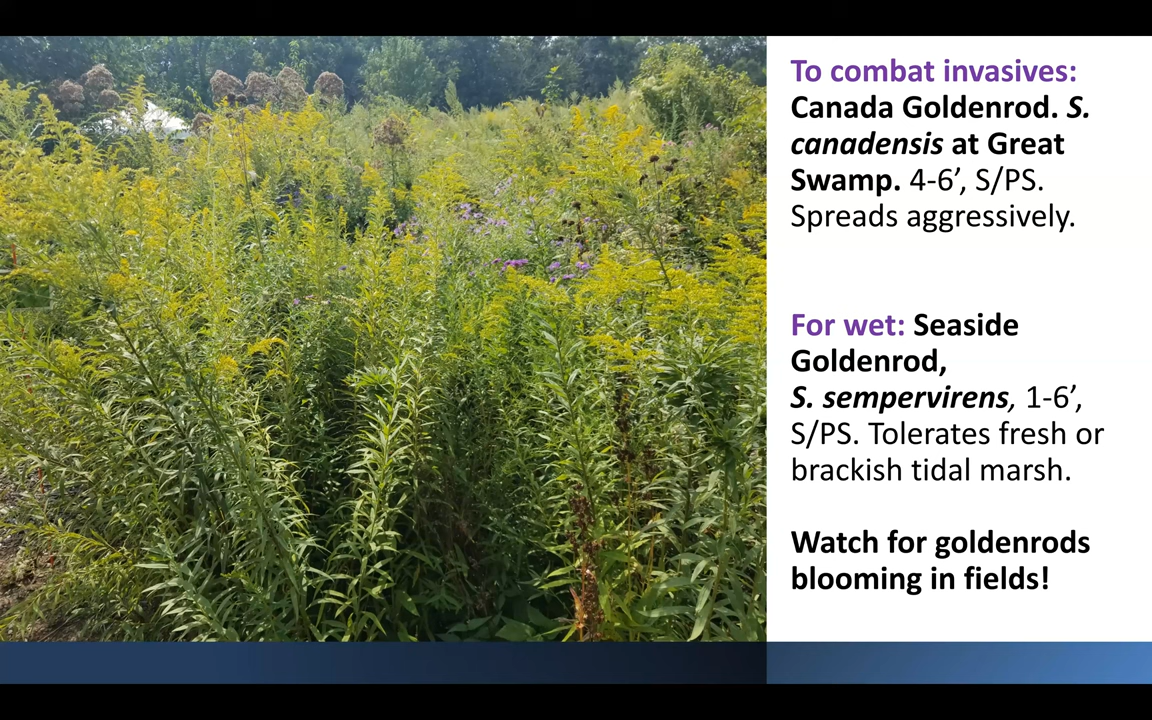 To combat invasives:
Canada Goldenrod. S.
canadensis at Great
Swamp. 4-6’, S/PS.
Spreads aggressively.
For wet: Seaside
Goldenrod,
S. sempervirens, 1-6’,
S/PS. Tolerates fresh or
brackish tidal marsh.
Watch for goldenrods
blooming in fields!